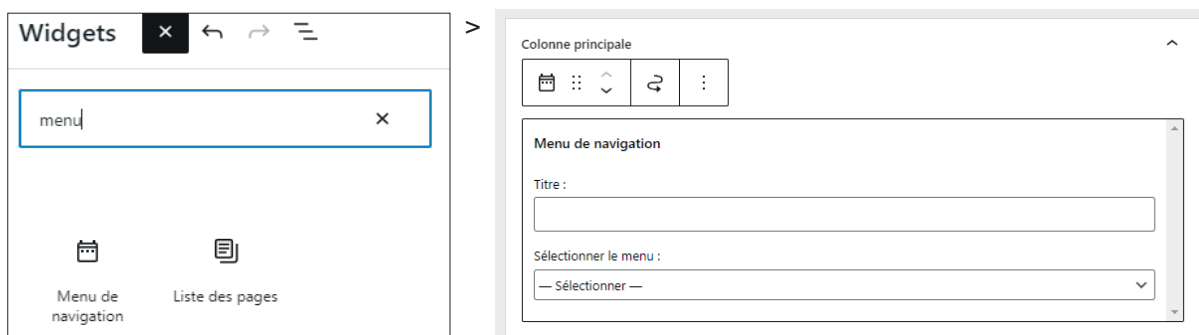 Widgets
menu
Menu de
navigation
Liste des pages
>
Colonne principale
Menu de navigation
Titre :
Sélectionner le menu :
— Sélectionner —